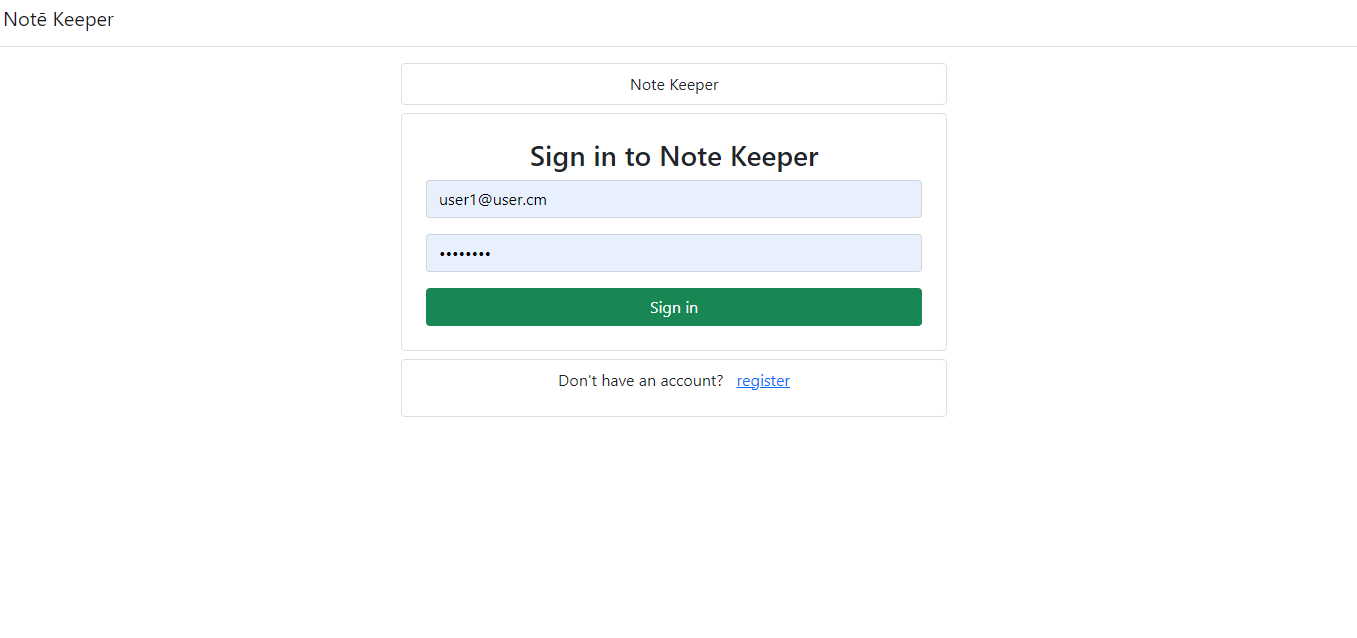 Notē Keeper
Note Keeper
Sign in to Note Keeper
user1@user.cm
••••••••
Sign in
Don't have an account? register